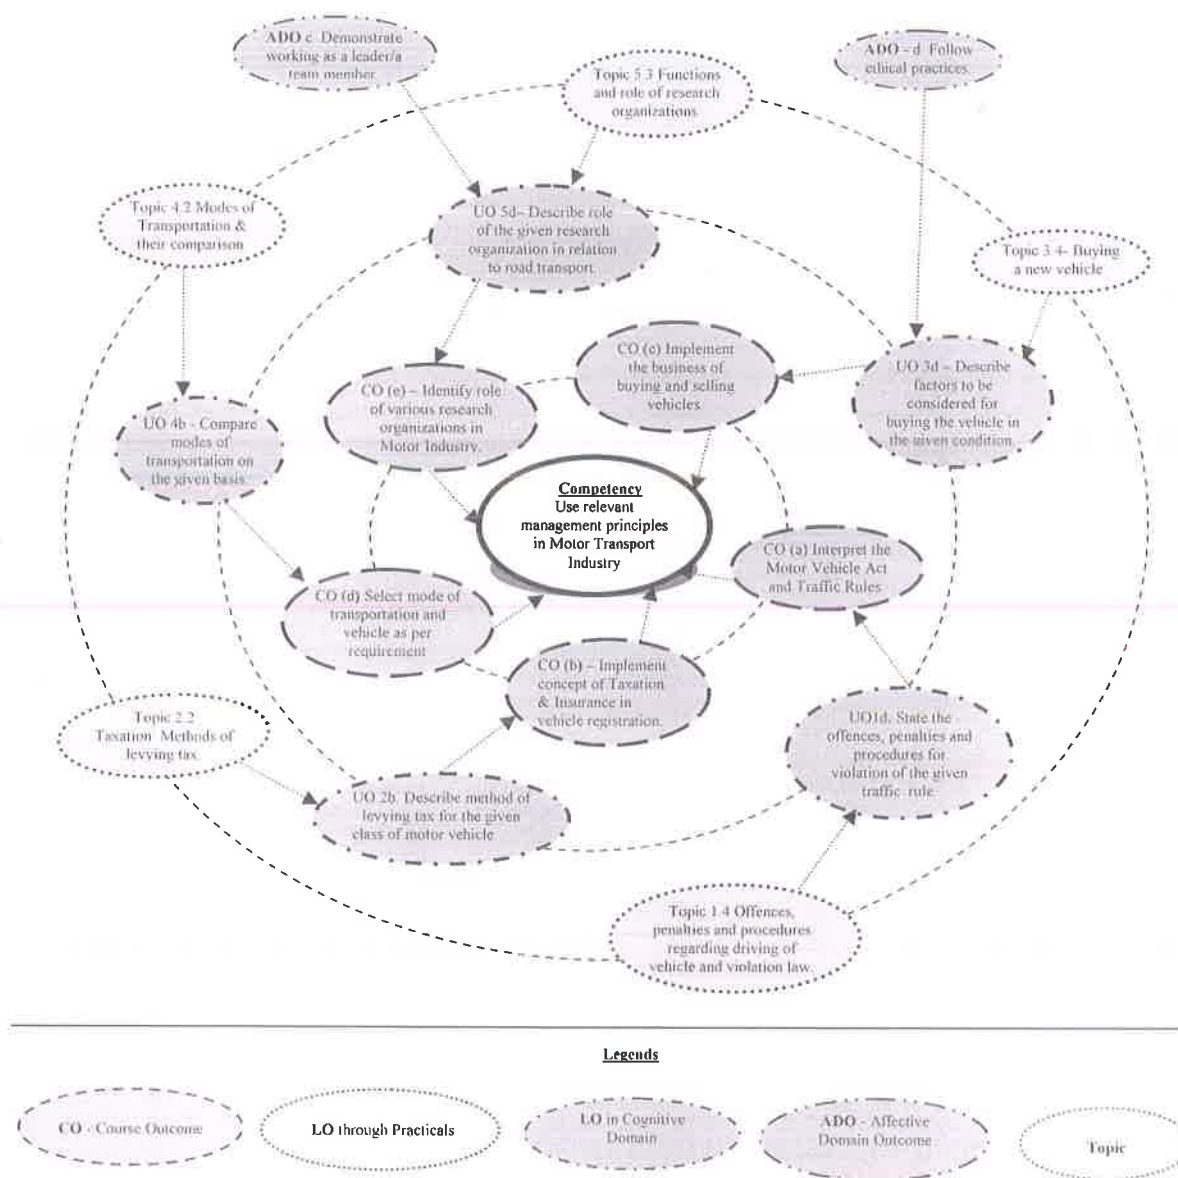 ADO c Demonstrate
working as a leader/a
team member
ADO - d Follow
ethical practices
Topic 5.3 Functions
and role of research
organizations
Topic 4.2 Modes of
Transportation &
their comparison
UO 5d– Describe role
of the given research
organization in relation
to road transport.
Topic 3.4- Buying
a new vehicle
CO (c) Implement
the business of
buying and selling
vehicles
UO 3d – Describe
factors to be
considered for
buying the vehicle in
the given condition.
CO (e) – Identify role
of various research
organizations in
Motor Industry.
UO 4b - Compare
modes of
transportation on
the given basis
Competency
Use relevant
management principles
in Motor Transport
Industry
CO (a) Interpret the
Motor Vehicle Act
and Traffic Rules
CO (d) Select mode of
transportation and
vehicle as per
requirement
CO (b) – Implement
concept of Taxation
& Insurance in
vehicle registration.
Topic 2.2
Taxation Methods of
levying tax
UO1d. State the
offences, penalties and
procedures for
violation of the given
traffic rule.
UO 2b. Describe method of
levying tax for the given
class of motor vehicle
Topic 1.4 Offences,
penalties and procedures
regarding driving of
vehicle and violation law.
Legends
CO - Course Outcome
LO through Practicals
LO in Cognitive
Domain
ADO - Affective
Domain Outcome
Topic